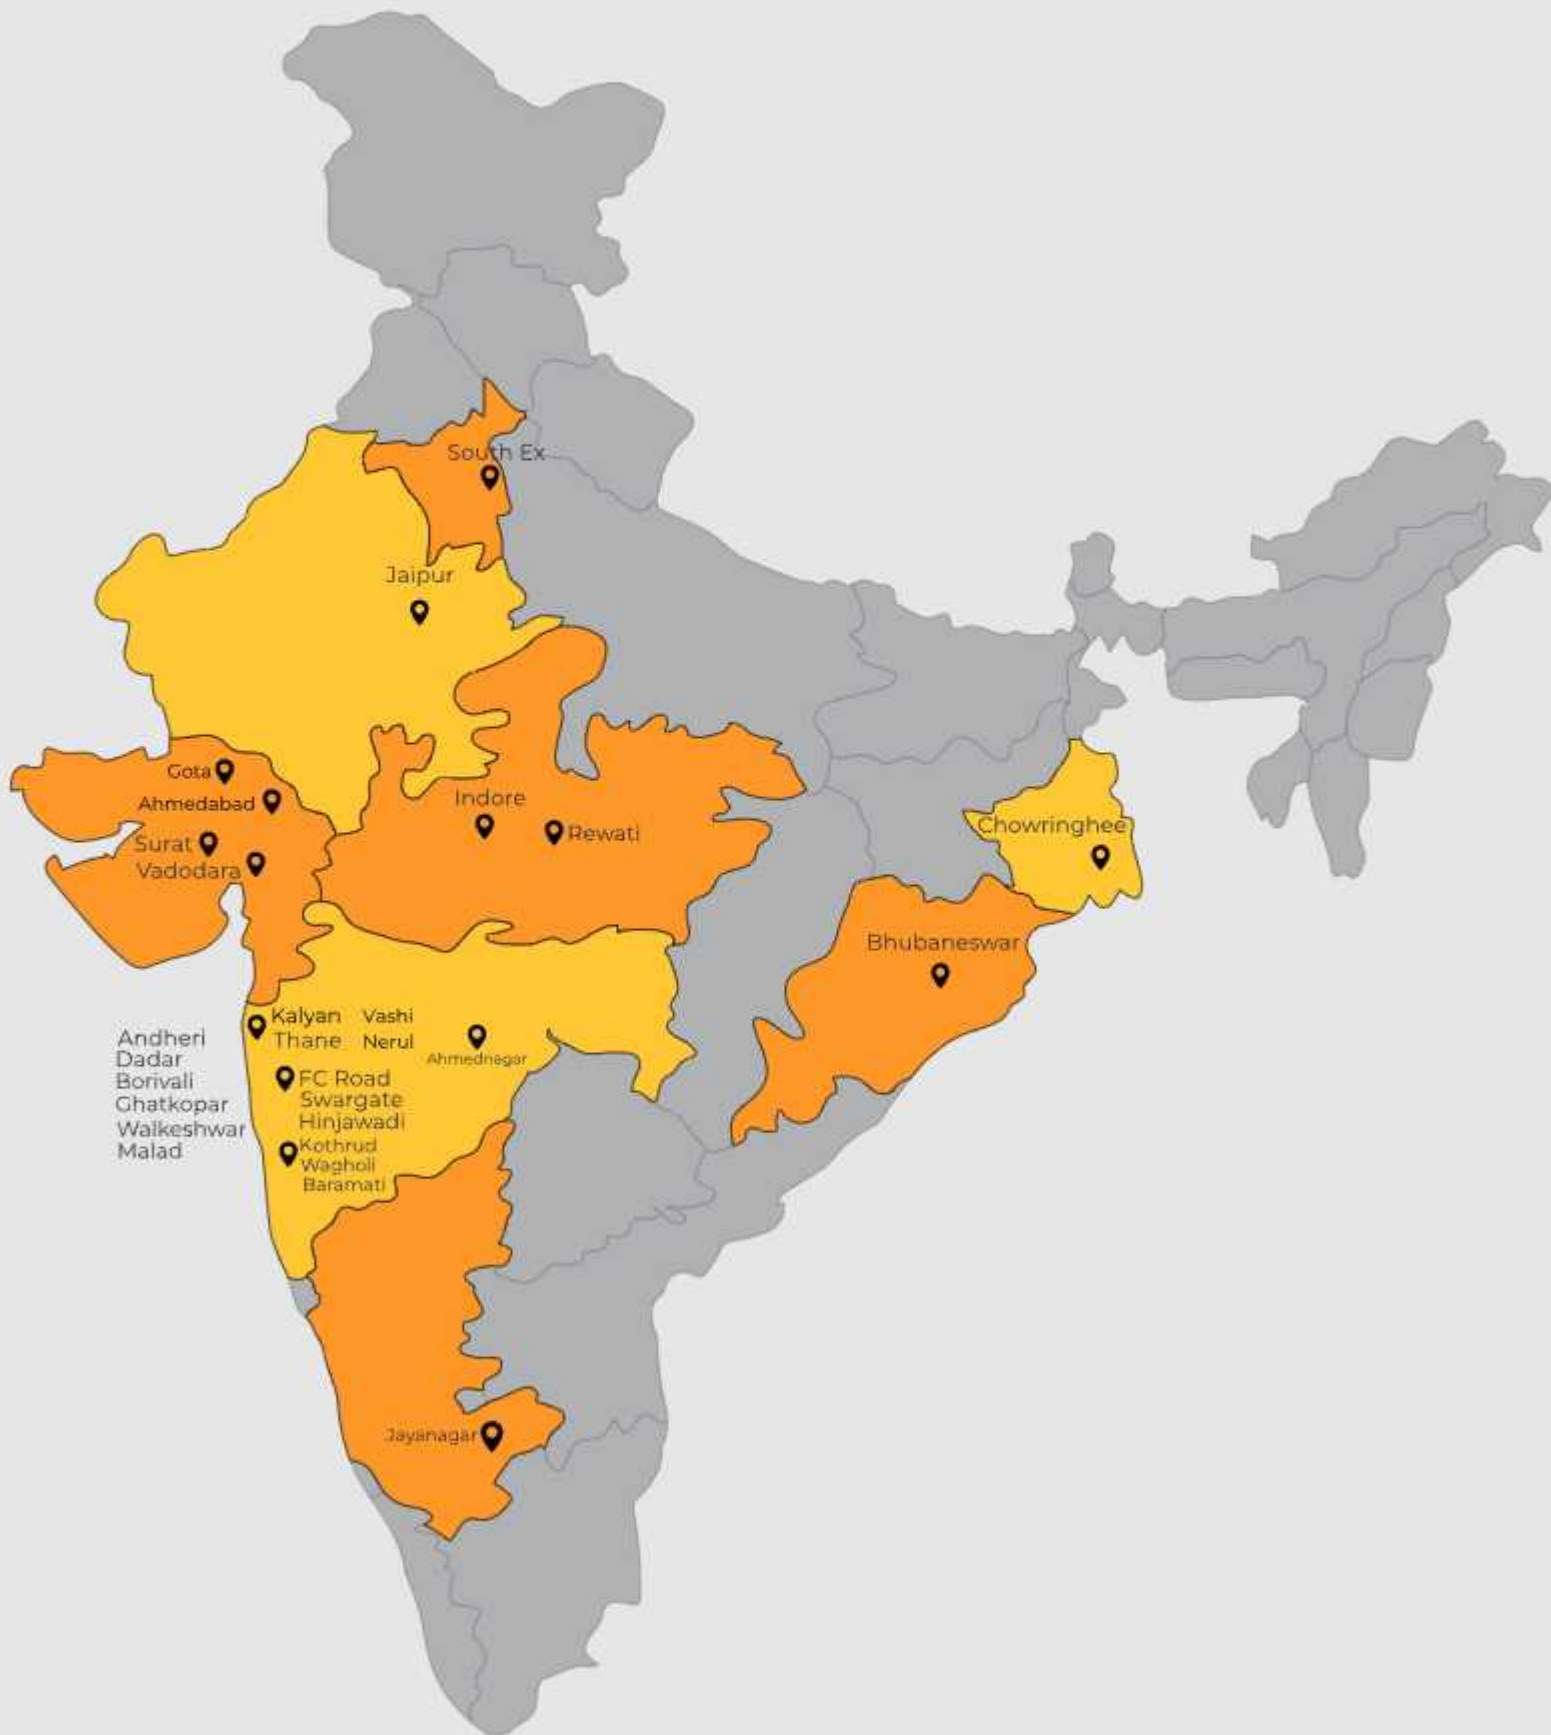 South Ex
Jaipur
Gota
Ahmedabad
Surat
Vadodara
Indore
Rewati
Chowringhee
Bhubaneswar
Kalyan Vashi
Thane Nerul
Ahmednagar
Andheri
Dadar
Borivali
Ghatkopar
Walkeshwar
Malad
FC Road
Swargate
Hinjawadi
Kothrud
Wagholi
Baramati
Jayanagar